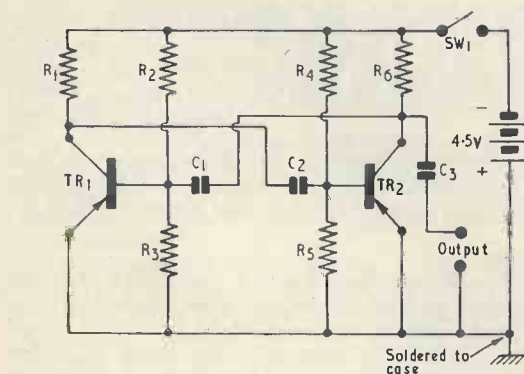 R1
R2
R4
R6
SW1
−
4·5V
+
TR1
C1
C2
TR2
C3
R3
R5
Output
Soldered to
case